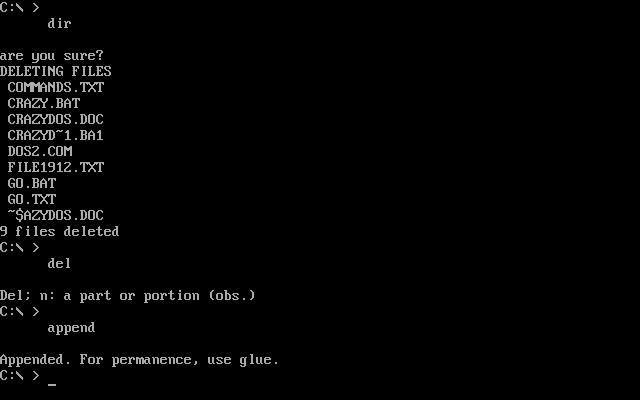 C:\ >
dir
are you sure?
DELETING FILES
COMMANDS.TXT
CRAZY.BAT
CRAZYDOS.DOC
CRAZYD~1.BA1
DOS2.COM
FILE1912.TXT
GO.BAT
GO.TXT
~$AZYDOS.DOC
9 files deleted
C:\ >
del
Del; n: a part or portion (obs.)
C:\ >
append
Appended. For permanence, use glue.
C:\ > _